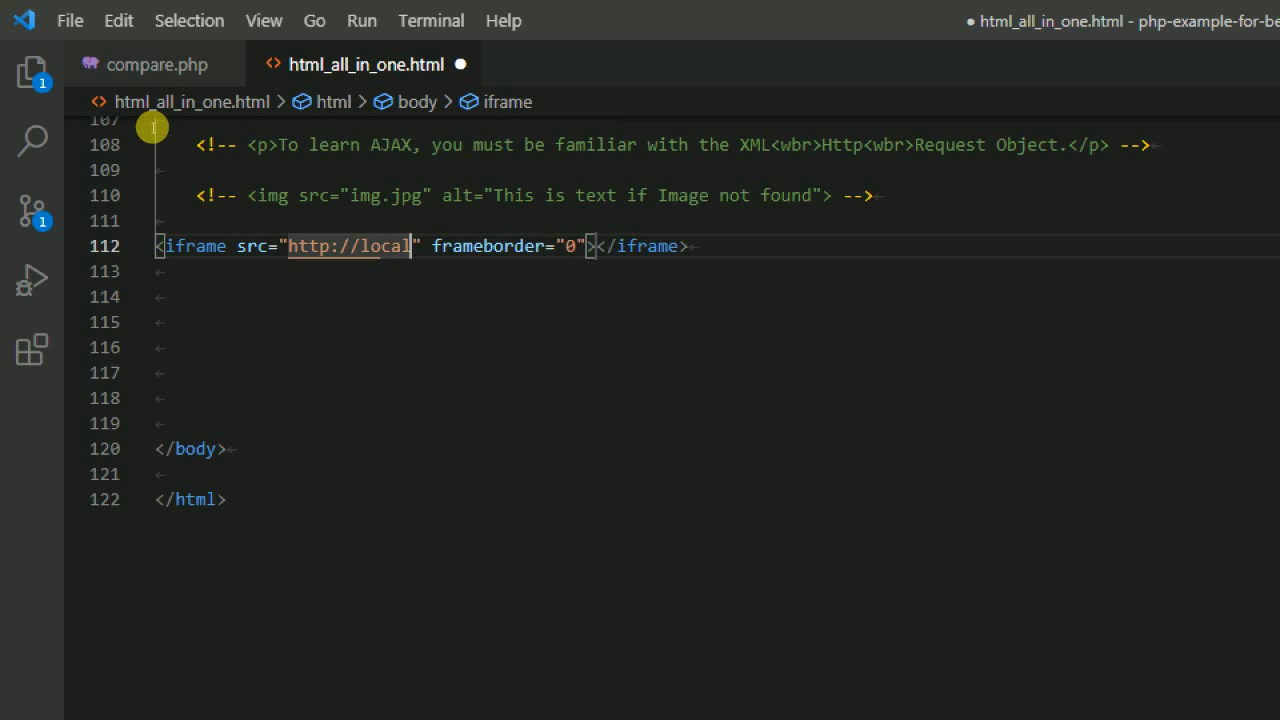 File Edit Selection View Go Run Terminal Help ● html_all_in_one.html - php-example-for-be
compare.php html_all_in_one.html ●
html_all_in_one.html > html > body > iframe
107
108 <!-- <p>To learn AJAX, you must be familiar with the XML<wbr>Http<wbr>Request Object.</p> -->
109
110 <!-- <img src="img.jpg" alt="This is text if Image not found"> -->
111
112 <iframe src="http://local" frameborder="0"></iframe>
113
114
115
116
117
118
119
120 </body>
121
122 </html>
1
1